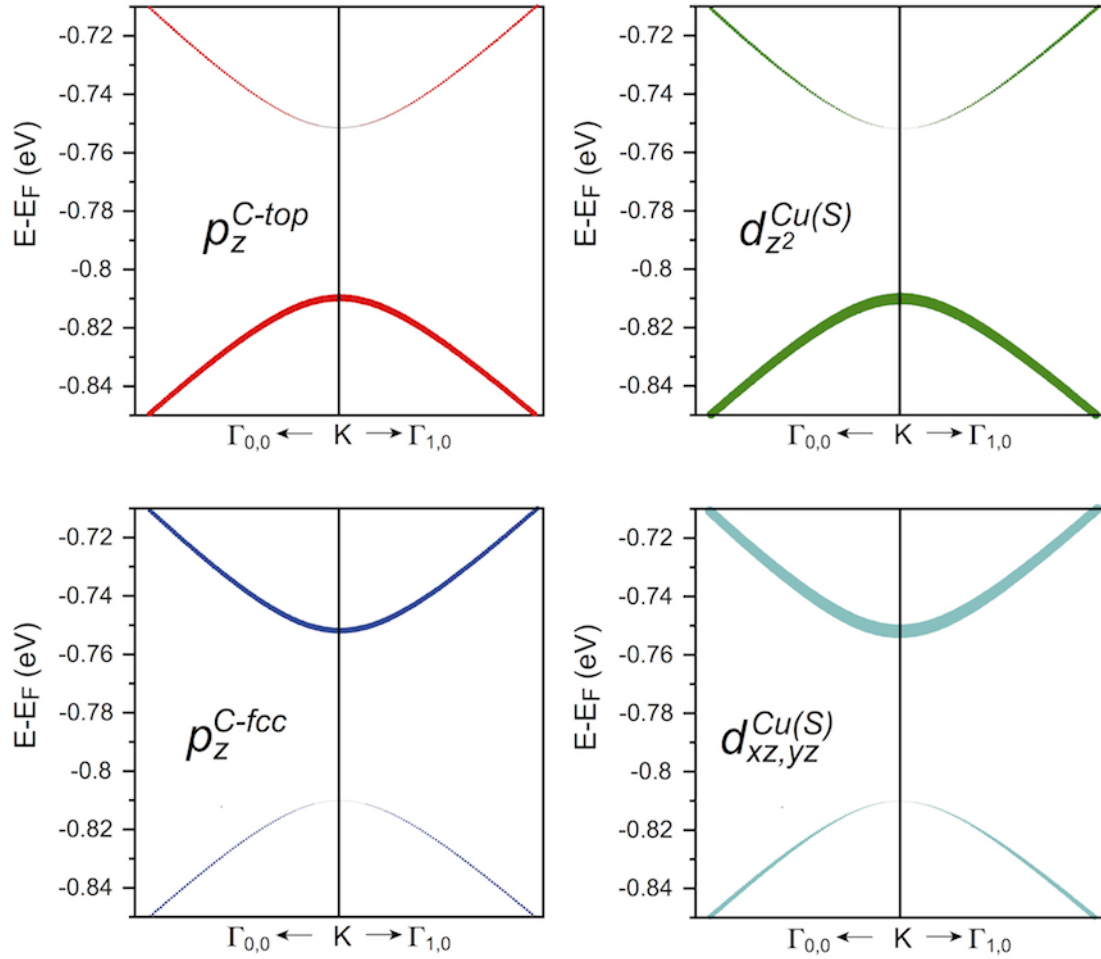 -0.72
-0.74
-0.76
-0.78
-0.8
-0.82
-0.84
E-E_F (eV)
p_z^{C-top}
Γ_{0,0} ← K → Γ_{1,0}
-0.72
-0.74
-0.76
-0.78
-0.8
-0.82
-0.84
E-E_F (eV)
d_{z^2}^{Cu(S)}
Γ_{0,0} ← K → Γ_{1,0}
-0.72
-0.74
-0.76
-0.78
-0.8
-0.82
-0.84
E-E_F (eV)
p_z^{C-fcc}
Γ_{0,0} ← K → Γ_{1,0}
-0.72
-0.74
-0.76
-0.78
-0.8
-0.82
-0.84
E-E_F (eV)
d_{xz,yz}^{Cu(S)}
Γ_{0,0} ← K → Γ_{1,0}